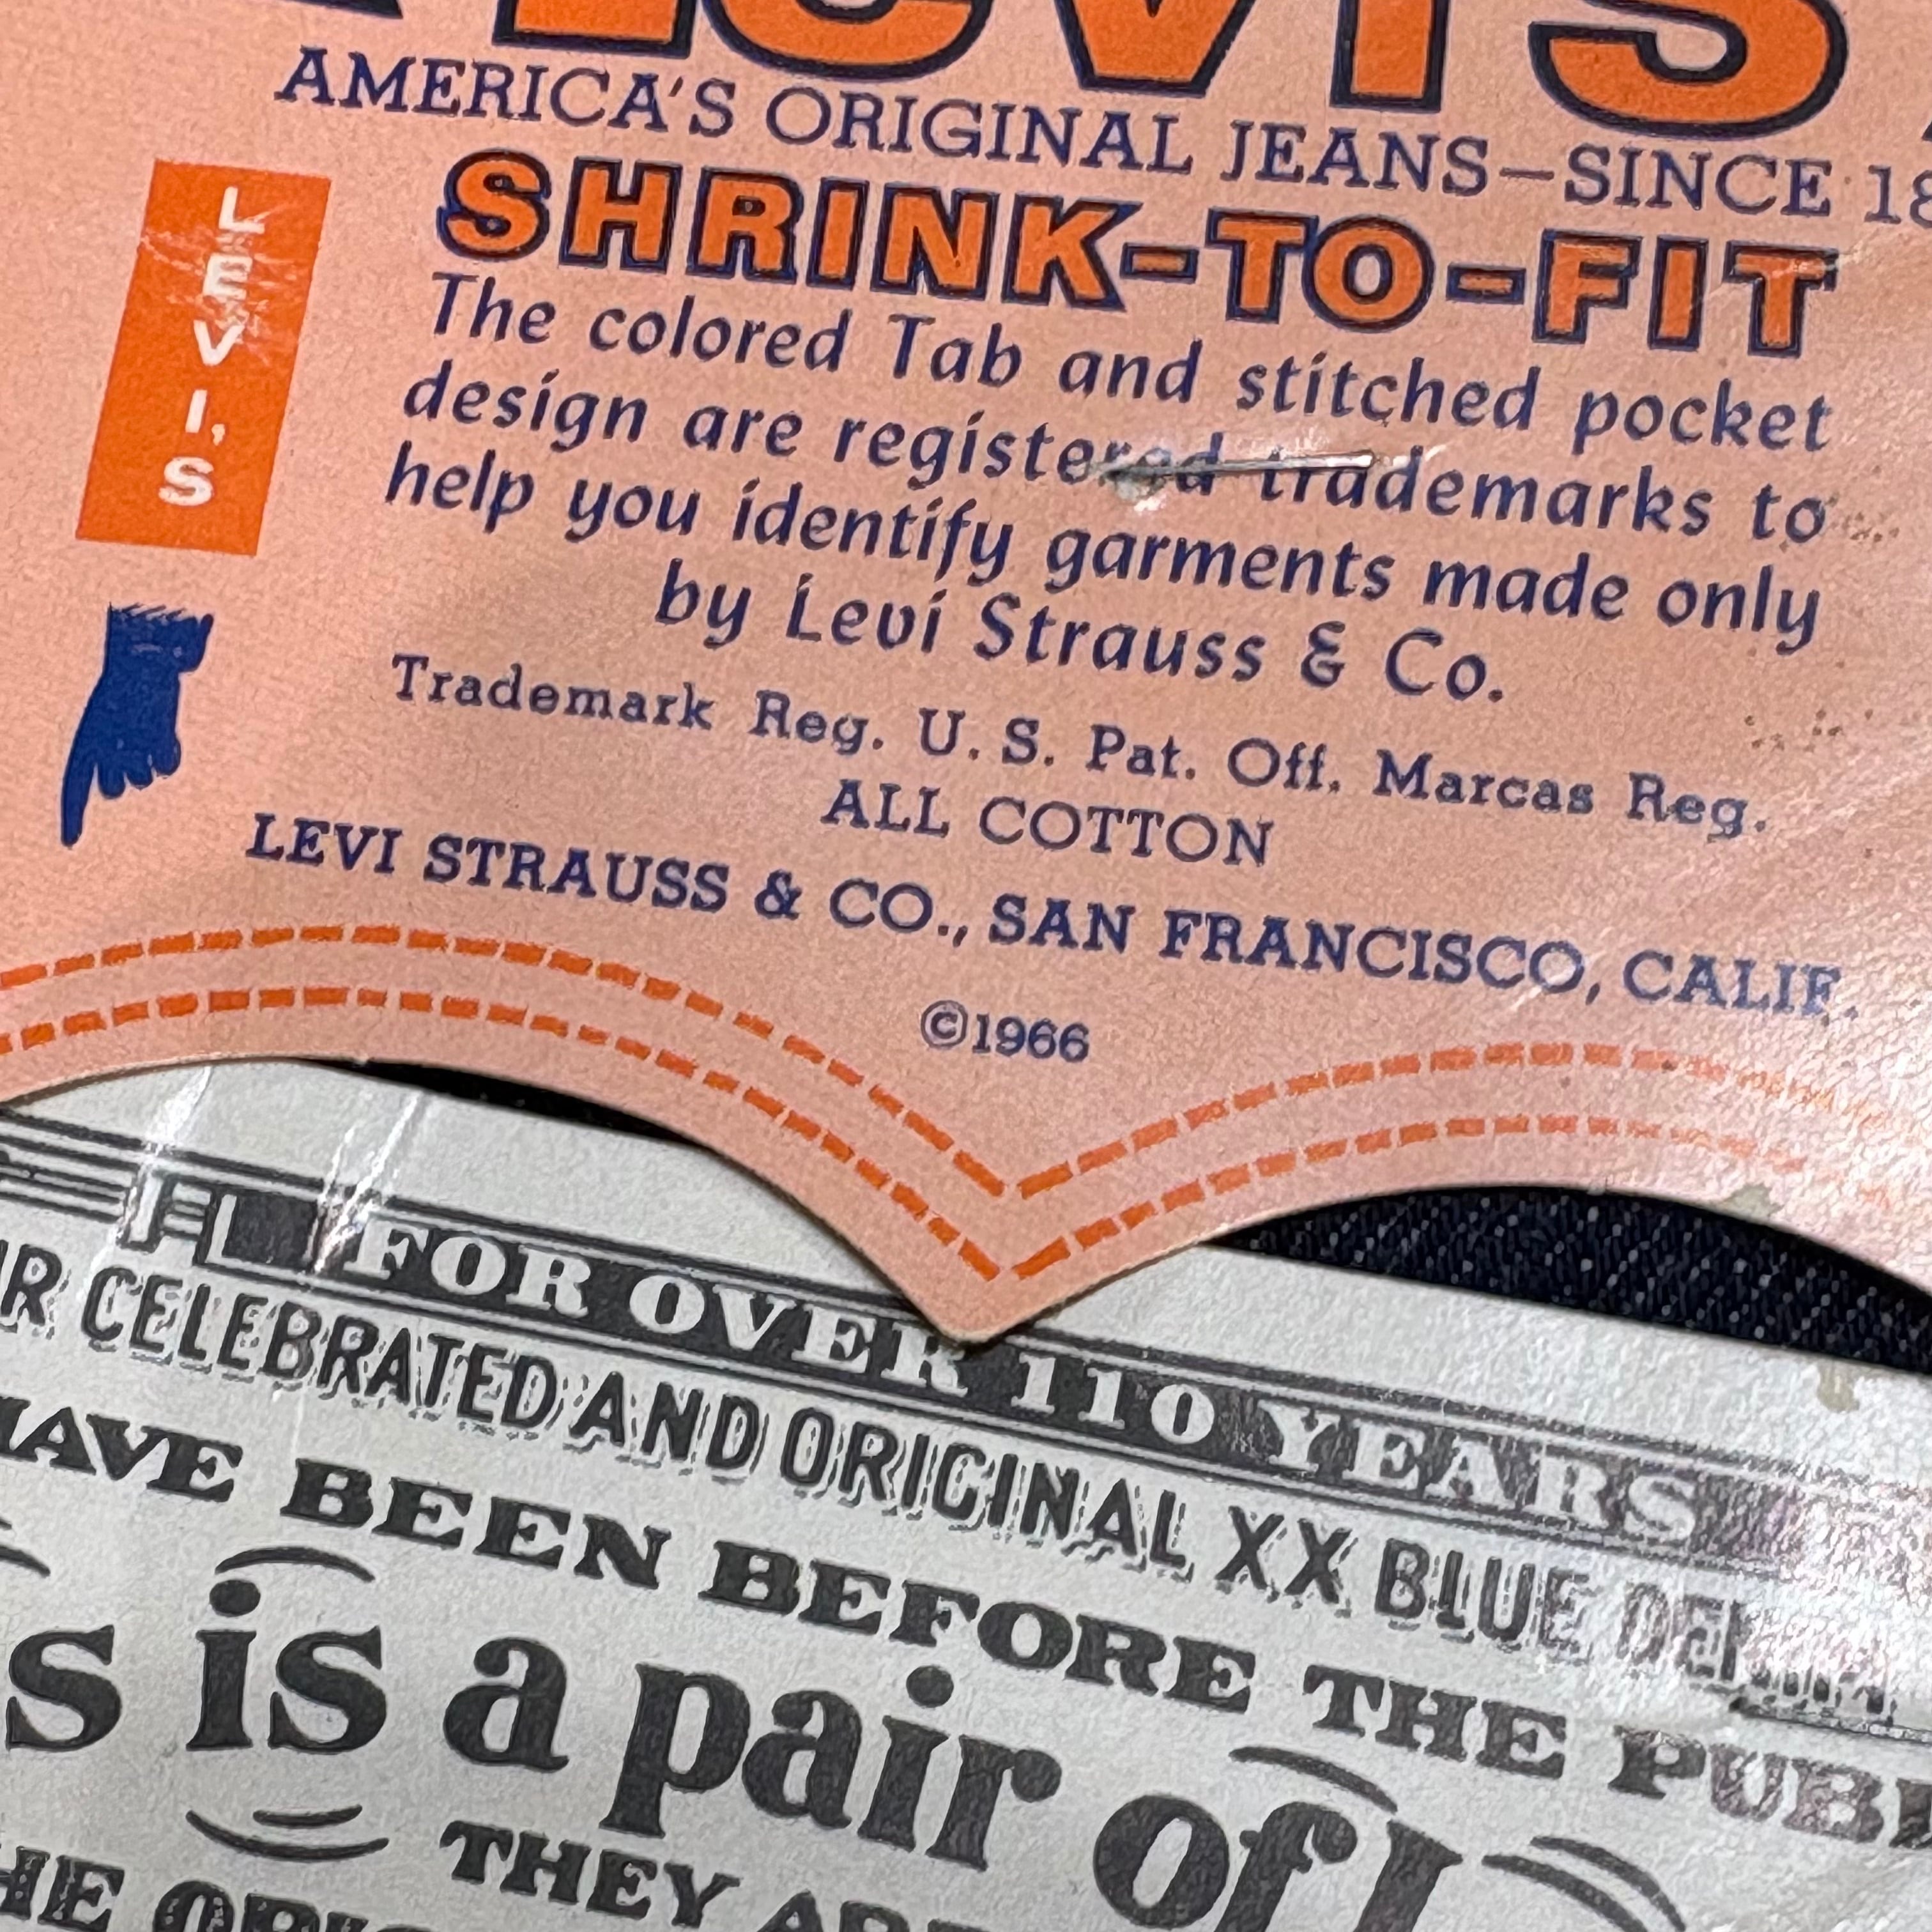 LEVI'S
AMERICA'S ORIGINAL JEANS—SINCE 18
SHRINK-TO-FIT
LEVI'S
The colored Tab and stitched pocket
design are registered trademarks to
help you identify garments made only
by Levi Strauss & Co.
Trademark Reg. U. S. Pat. Off. Marcas Reg.
ALL COTTON
LEVI STRAUSS & CO., SAN FRANCISCO, CALIF.
©1966
FOR OVER 110 YEARS
CELEBRATED AND ORIGINAL XX BLUE
HAVE BEEN BEFORE THE
is a pair of
THEY